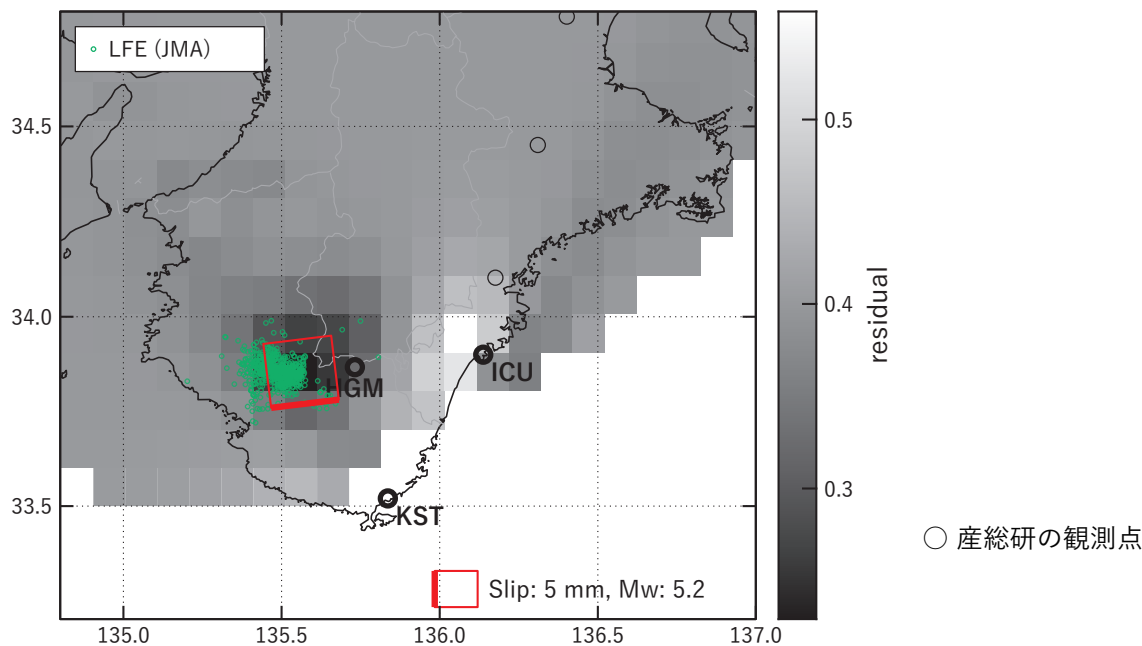 LFE (JMA)
34.5
34.0
33.5
HGM
ICU
KST
Slip: 5 mm, Mw: 5.2
135.0
135.5
136.0
136.5
137.0
0.5
0.4
0.3
residual
○ 産総研の観測点